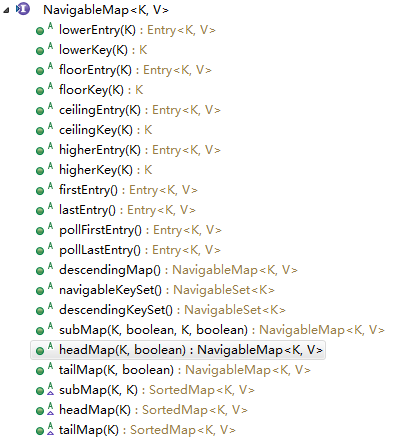 NavigableMap<K, V>
lowerEntry(K) : Entry<K, V>
lowerKey(K) : K
floorEntry(K) : Entry<K, V>
floorKey(K) : K
ceilingEntry(K) : Entry<K, V>
ceilingKey(K) : K
higherEntry(K) : Entry<K, V>
higherKey(K) : K
firstEntry() : Entry<K, V>
lastEntry() : Entry<K, V>
pollFirstEntry() : Entry<K, V>
pollLastEntry() : Entry<K, V>
descendingMap() : NavigableMap<K, V>
navigableKeySet() : NavigableSet<K>
descendingKeySet() : NavigableSet<K>
subMap(K, boolean, K, boolean) : NavigableMap<K, V>
headMap(K, boolean) : NavigableMap<K, V>
tailMap(K, boolean) : NavigableMap<K, V>
subMap(K, K) : SortedMap<K, V>
headMap(K) : SortedMap<K, V>
tailMap(K) : SortedMap<K, V>